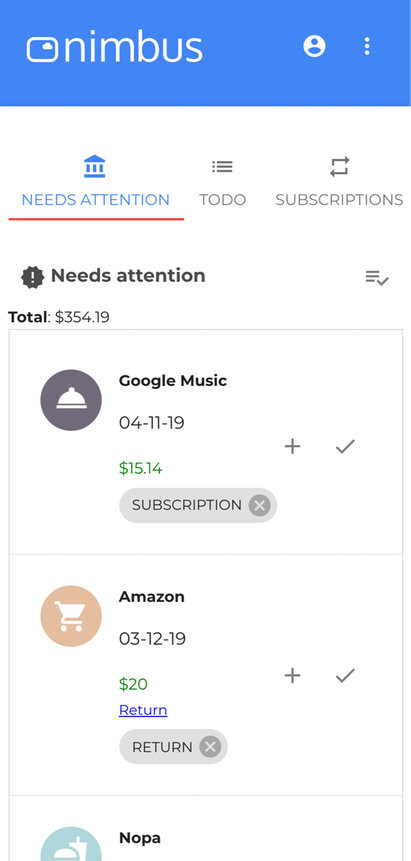 nimbus
NEEDS ATTENTION
TODO
SUBSCRIPTIONS
Needs attention
Total: $354.19
Google Music
04-11-19
$15.14
SUBSCRIPTION
Amazon
03-12-19
$20
Return
RETURN
Nopa